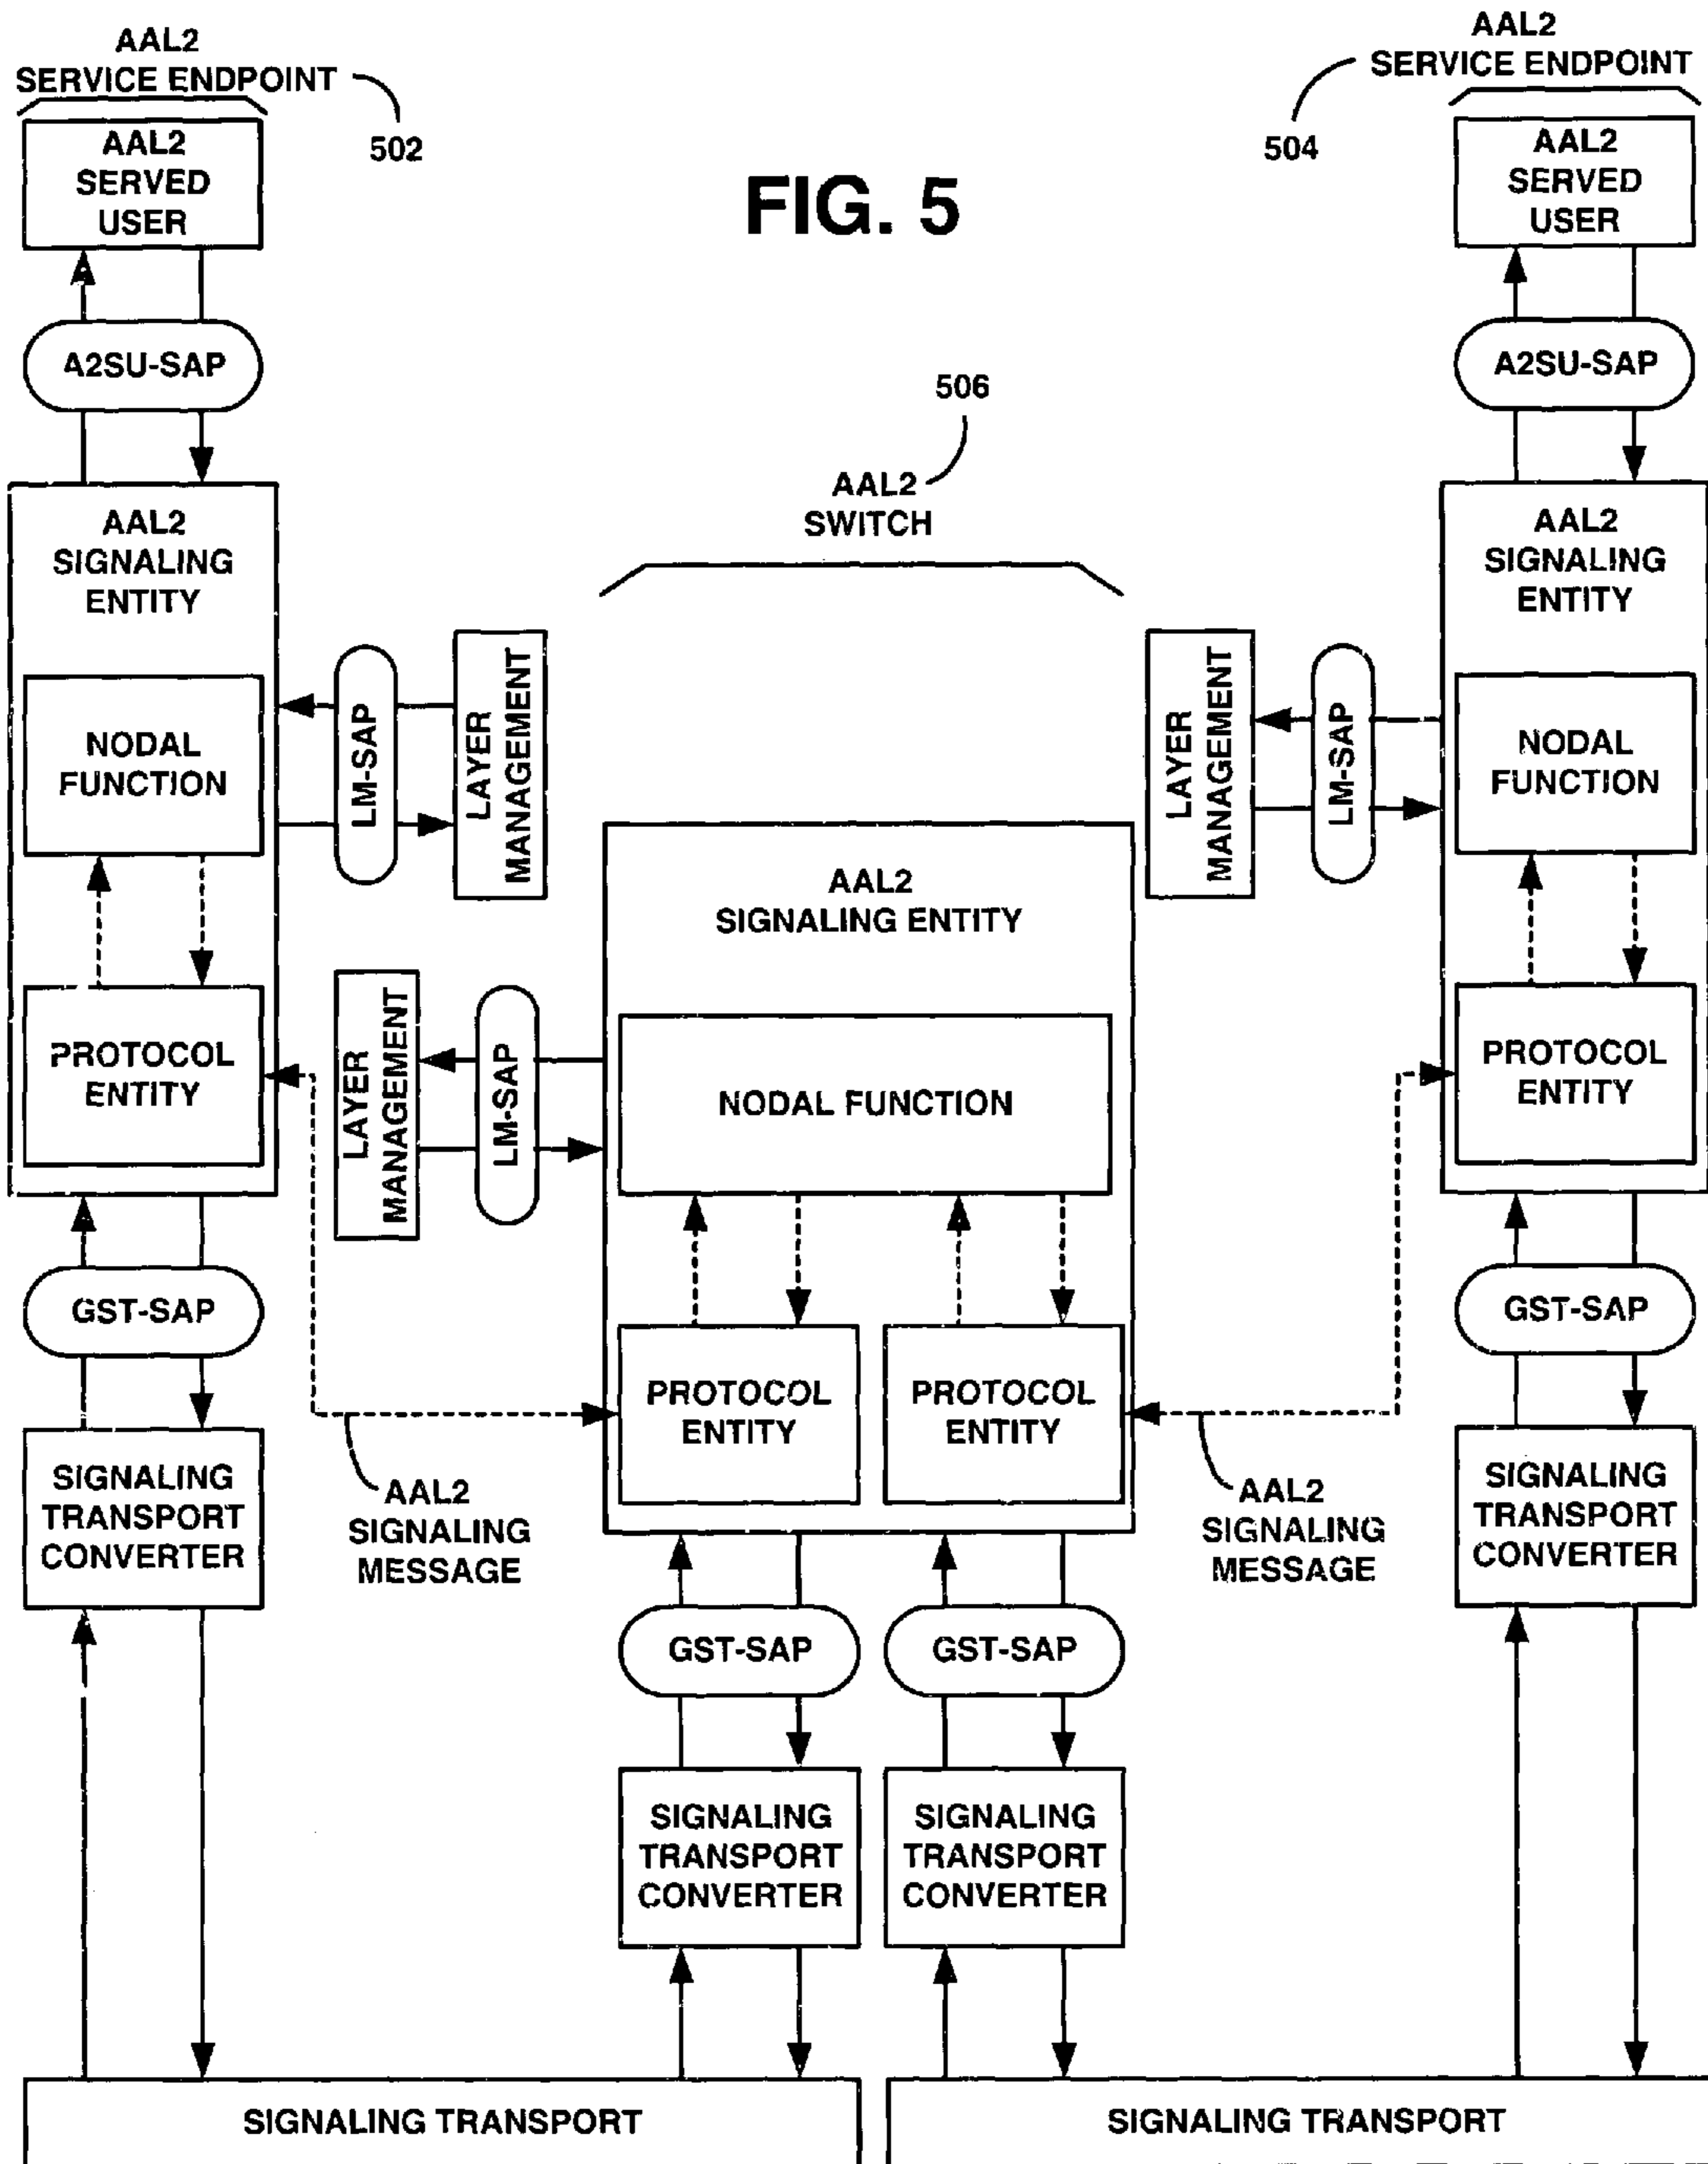 AAL2
SERVICE ENDPOINT
502
AAL2
SERVED
USER
A2SU-SAP
AAL2
SERVICE ENDPOINT
504
AAL2
SERVED
USER
A2SU-SAP
FIG. 5
506
AAL2
SWITCH
AAL2
SIGNALING
ENTITY
NODAL
FUNCTION
PROTOCOL
ENTITY
LM-SAP
LAYER
MANAGEMENT
LAYER
MANAGEMENT
LM-SAP
AAL2
SIGNALING
ENTITY
NODAL
FUNCTION
PROTOCOL
ENTITY
LAYER
MANAGEMENT
LM-SAP
AAL2
SIGNALING ENTITY
NODAL FUNCTION
PROTOCOL
ENTITY
PROTOCOL
ENTITY
GST-SAP
SIGNALING
TRANSPORT
CONVERTER
AAL2
SIGNALING
MESSAGE
AAL2
SIGNALING
MESSAGE
GST-SAP
SIGNALING
TRANSPORT
CONVERTER
GST-SAP
GST-SAP
SIGNALING
TRANSPORT
CONVERTER
SIGNALING
TRANSPORT
CONVERTER
SIGNALING TRANSPORT
SIGNALING TRANSPORT